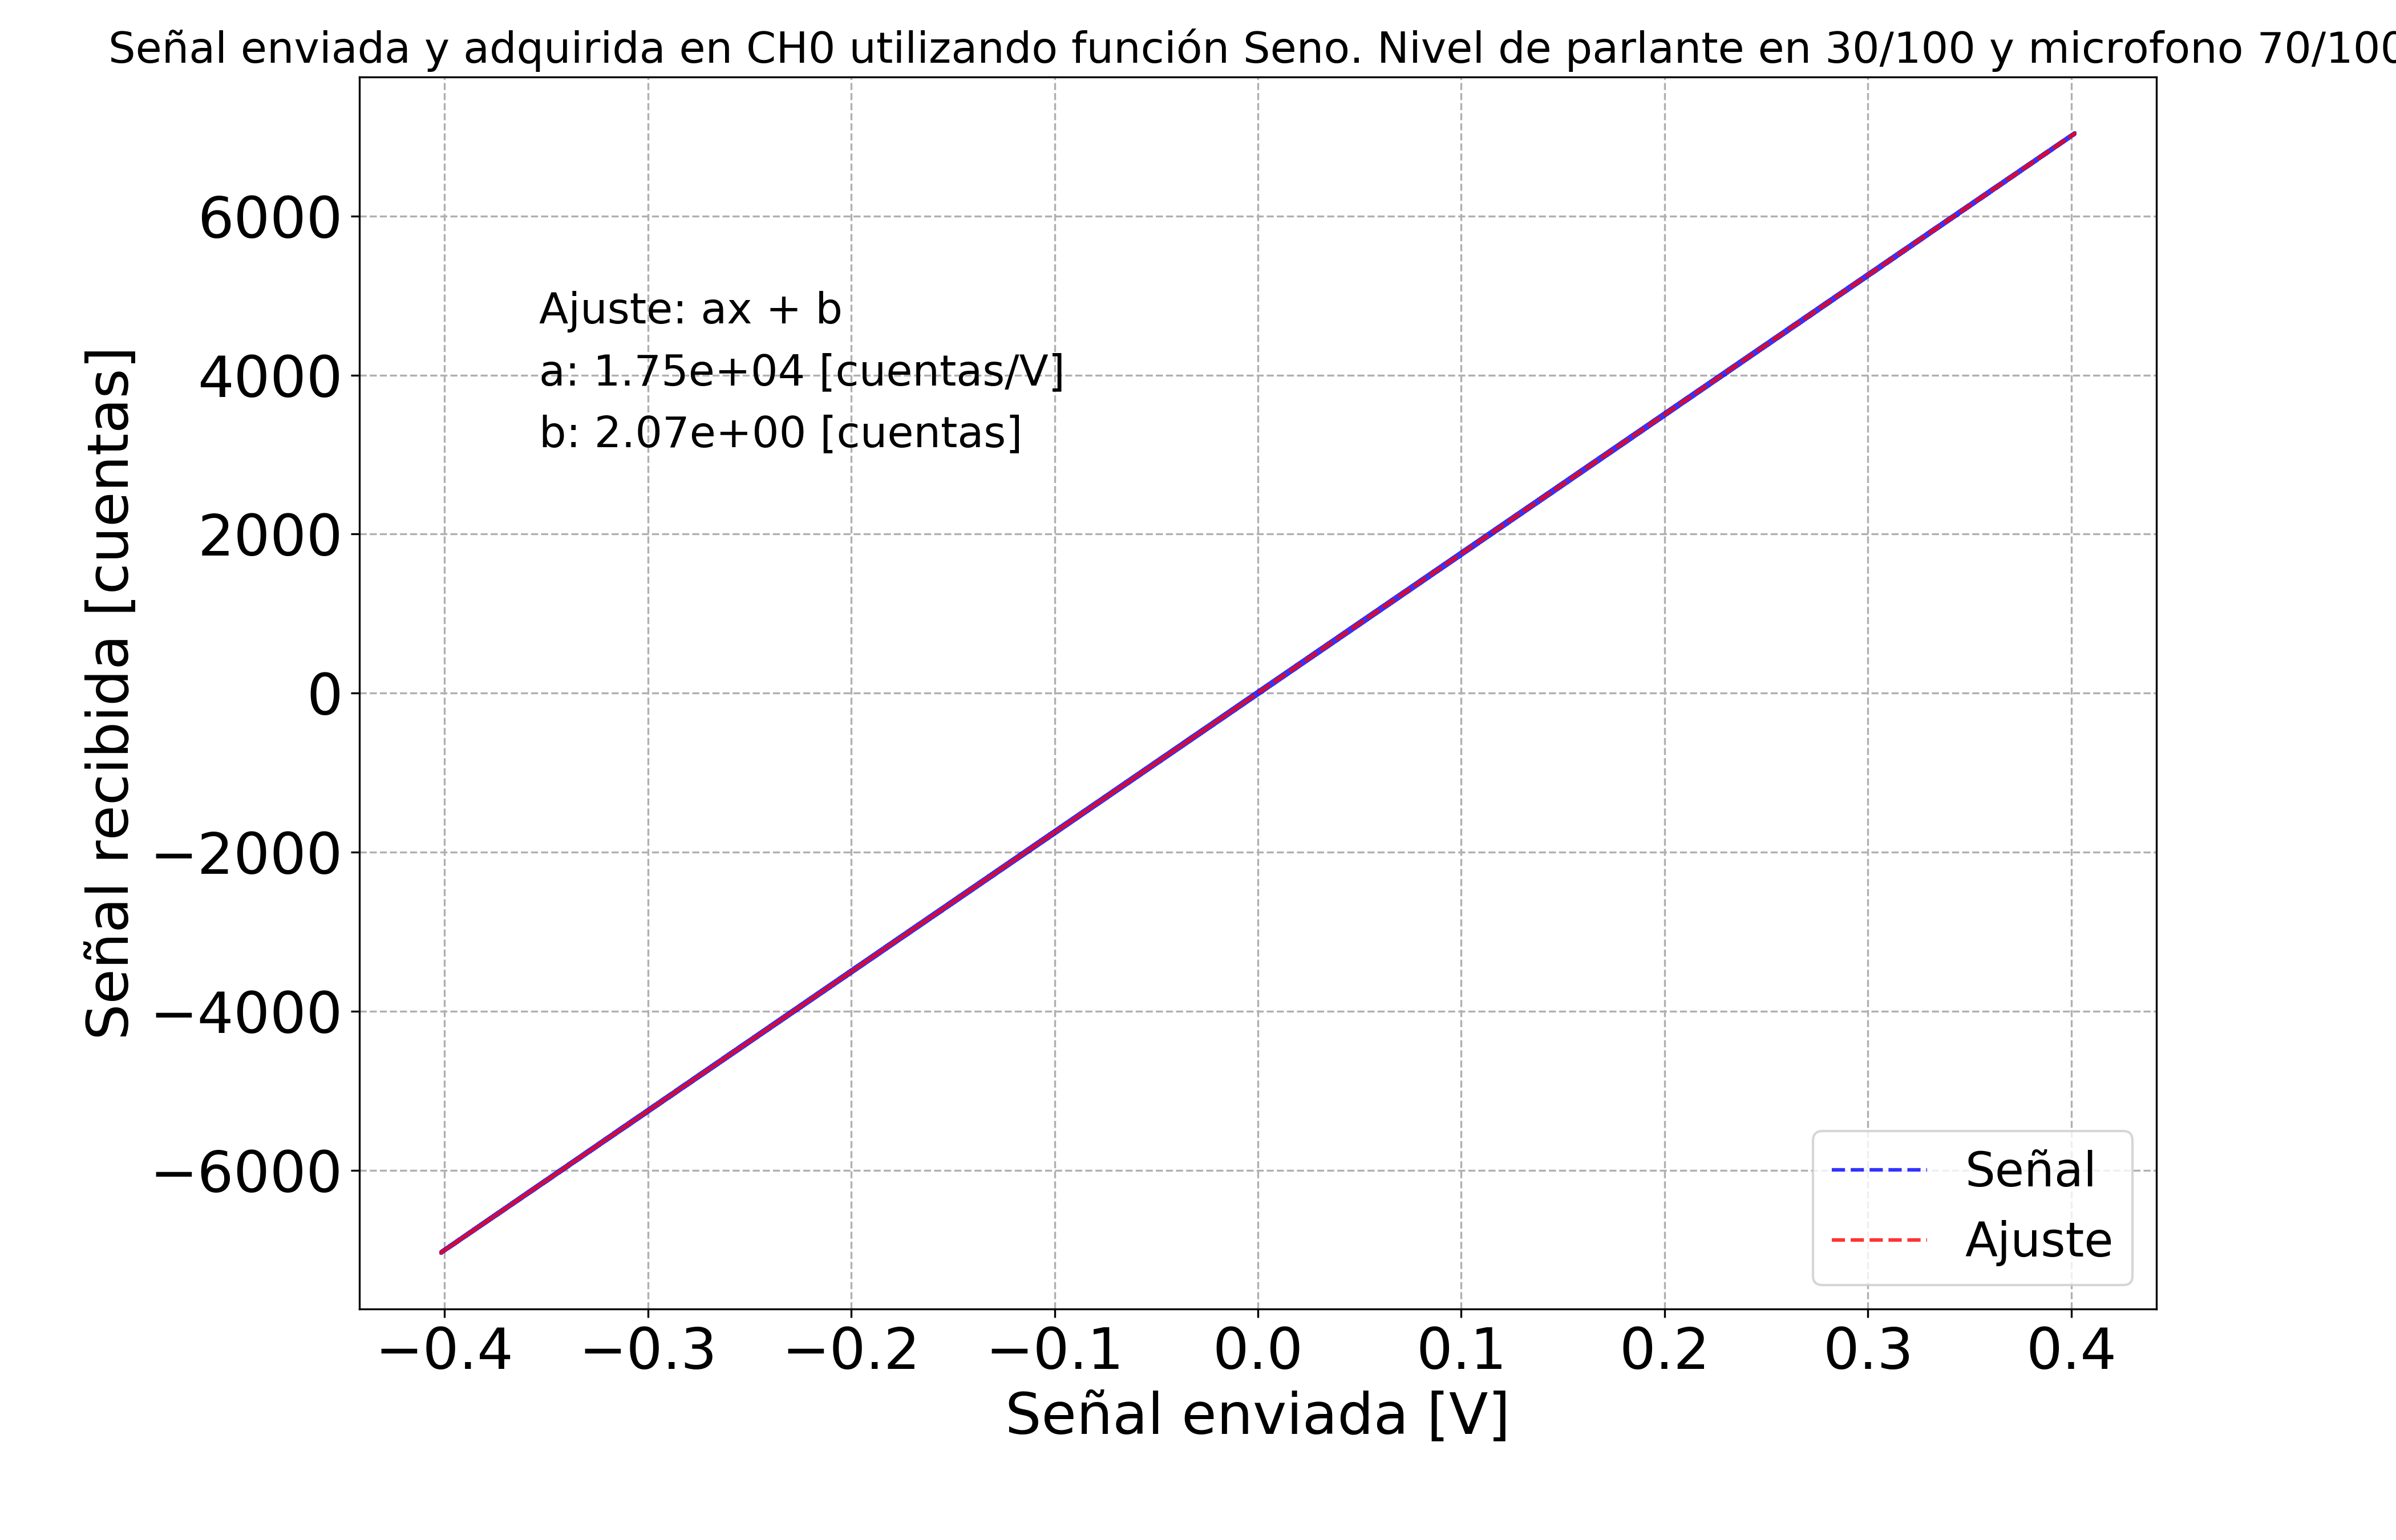 Señal enviada y adquirida en CH0 utilizando función Seno. Nivel de parlante en 30/100 y microfono 70/100
Señal recibida [cuentas]
6000
4000
2000
0
−2000
−4000
−6000
Ajuste: ax + b
a: 1.75e+04 [cuentas/V]
b: 2.07e+00 [cuentas]
Señal
Ajuste
−0.4 −0.3 −0.2 −0.1 0.0 0.1 0.2 0.3 0.4
Señal enviada [V]